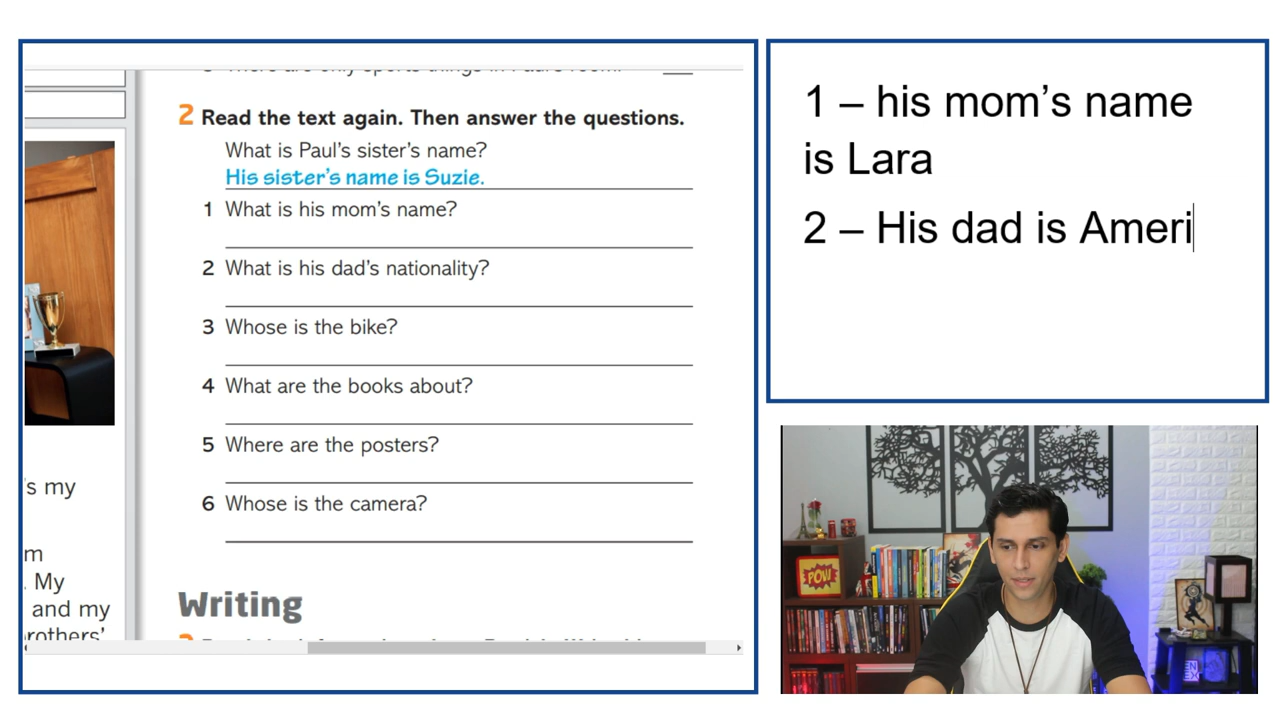 2 Read the text again. Then answer the questions.
What is Paul's sister's name?
His sister's name is Suzie.
1 What is his mom's name?
2 What is his dad's nationality?
3 Whose is the bike?
4 What are the books about?
5 Where are the posters?
6 Whose is the camera?
Writing
's my
m
. My
and my
rothers'
1 – his mom's name
is Lara
2 – His dad is Ameri
POW